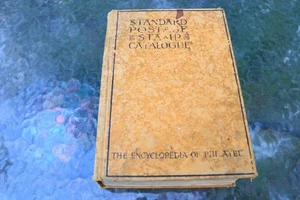 STANDARD
POSTAGE
STAMP
CATALOGUE
THE ENCYCLOPEDIA OF PHILATELY